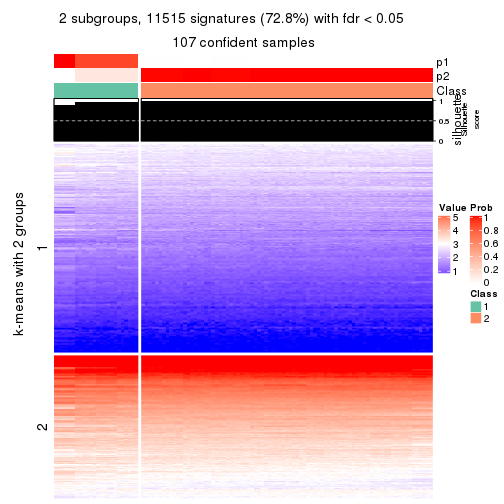 2 subgroups, 11515 signatures (72.8%) with fdr < 0.05
107 confident samples
p1
p2
Class
1
0.5
0
silhouette
Silhouette
score
k-means with 2 groups
1
2
Value
5
4
3
2
1
Prob
1
0.8
0.6
0.4
0.2
0
Class
1
2